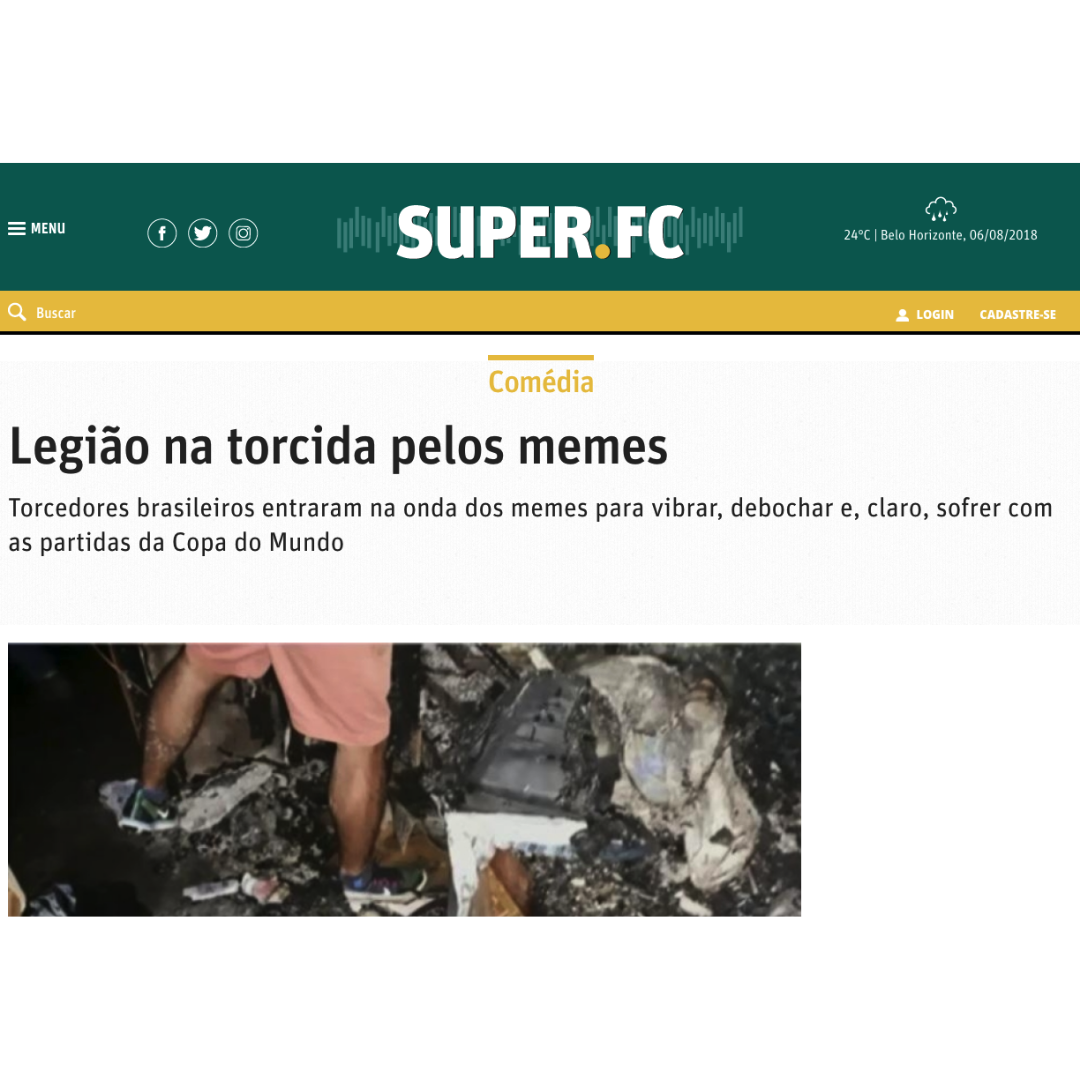 MENU
SUPER.FC
24ºC | Belo Horizonte, 06/08/2018
Buscar
LOGIN
CADASTRE-SE
Comédia
Legião na torcida pelos memes
Torcedores brasileiros entraram na onda dos memes para vibrar, debochar e, claro, sofrer com
as partidas da Copa do Mundo